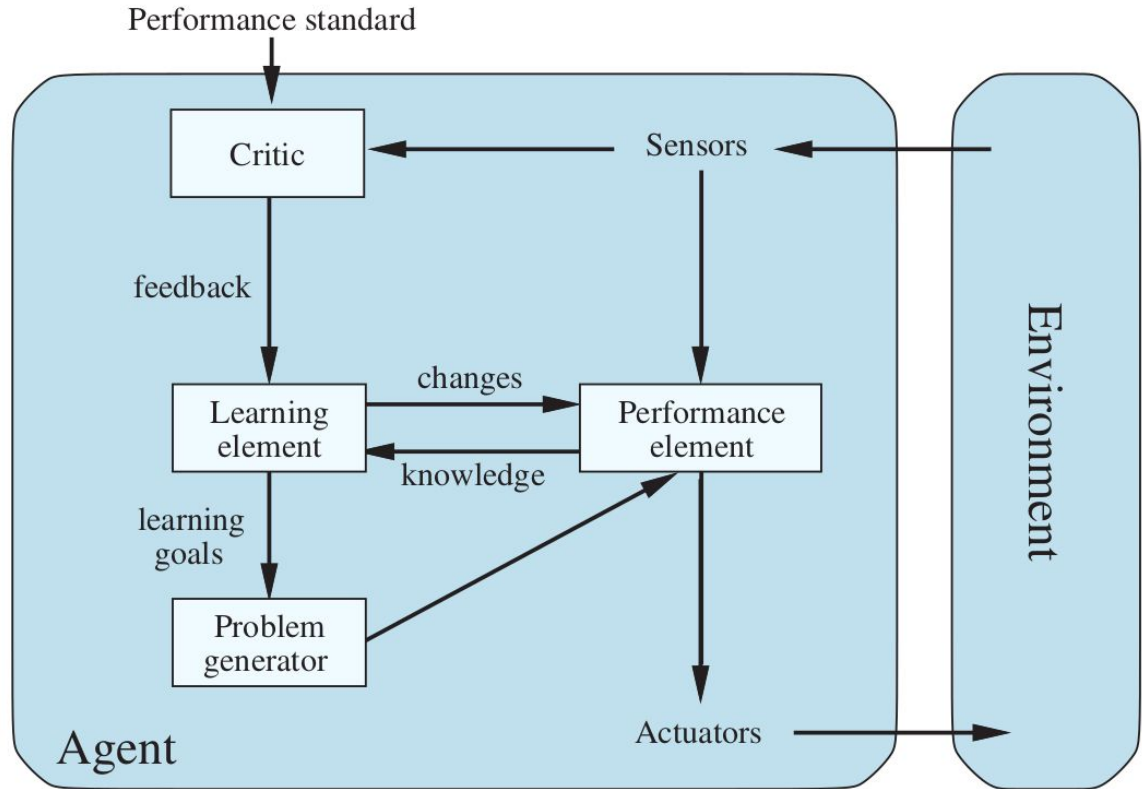 Performance standard
Critic
Sensors
feedback
Learning
element
changes
knowledge
Performance
element
learning
goals
Problem
generator
Actuators
Agent
Environment